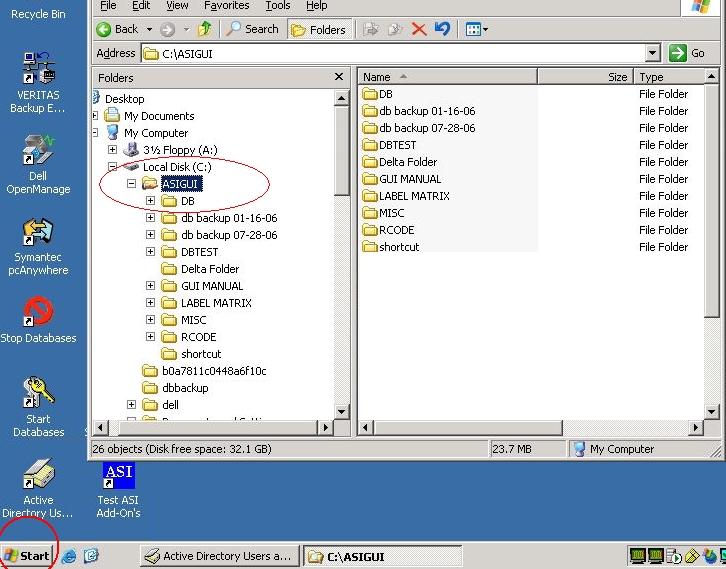 Recycle Bin
VERITAS
Backup E...
Dell
OpenManage
Symantec
pcAnywhere
Stop Databases
Start
Databases
Active
Directory Us...
ASI
Test ASI
Add-On's
File Edit View Favorites Tools Help
Back Search Folders
Address C:\ASIGUI Go
Folders
Desktop
My Documents
My Computer
3½ Floppy (A:)
Local Disk (C:)
ASIGUI
DB
db backup 01-16-06
db backup 07-28-06
DBTEST
Delta Folder
GUI MANUAL
LABEL MATRIX
MISC
RCODE
shortcut
b0a7811c0448a6f10c
dbbackup
dell
Name Size Type
DB File Folder
db backup 01-16-06 File Folder
db backup 07-28-06 File Folder
DBTEST File Folder
Delta Folder File Folder
GUI MANUAL File Folder
LABEL MATRIX File Folder
MISC File Folder
RCODE File Folder
shortcut File Folder
26 objects (Disk free space: 32.1 GB) 23.7 MB My Computer
Start Active Directory Users a... C:\ASIGUI